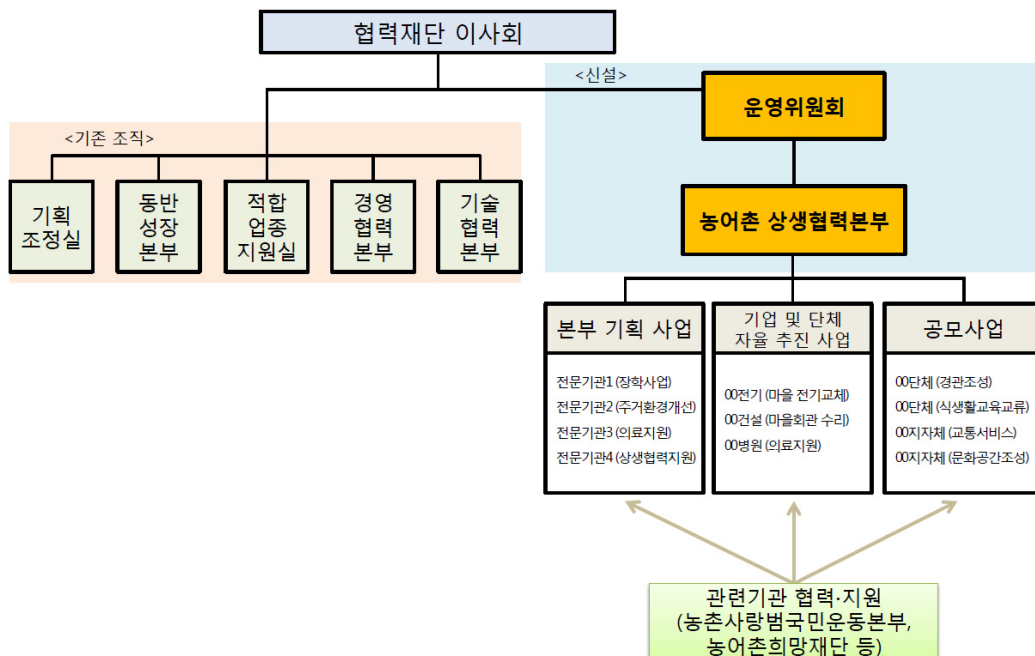 협력재단 이사회
<신설>
운영위원회
<기존 조직>
기획
조정실
동반
성장
본부
적합
업종
지원실
경영
협력
본부
기술
협력
본부
농어촌 상생협력본부
본부 기획 사업
전문기관1 (장학사업)
전문기관2 (주거환경개선)
전문기관3 (의료지원)
전문기관4 (상생협력지원)
기업 및 단체
자율 추진 사업
00전기 (마을 전기교체)
00건설 (마을회관 수리)
00병원 (의료지원)
공모사업
00단체 (경관조성)
00단체 (식생활교육교류)
00지자체 (교통서비스)
00지자체 (문화공간조성)
관련기관 협력·지원
(농촌사랑범국민운동본부,
농어촌희망재단 등)